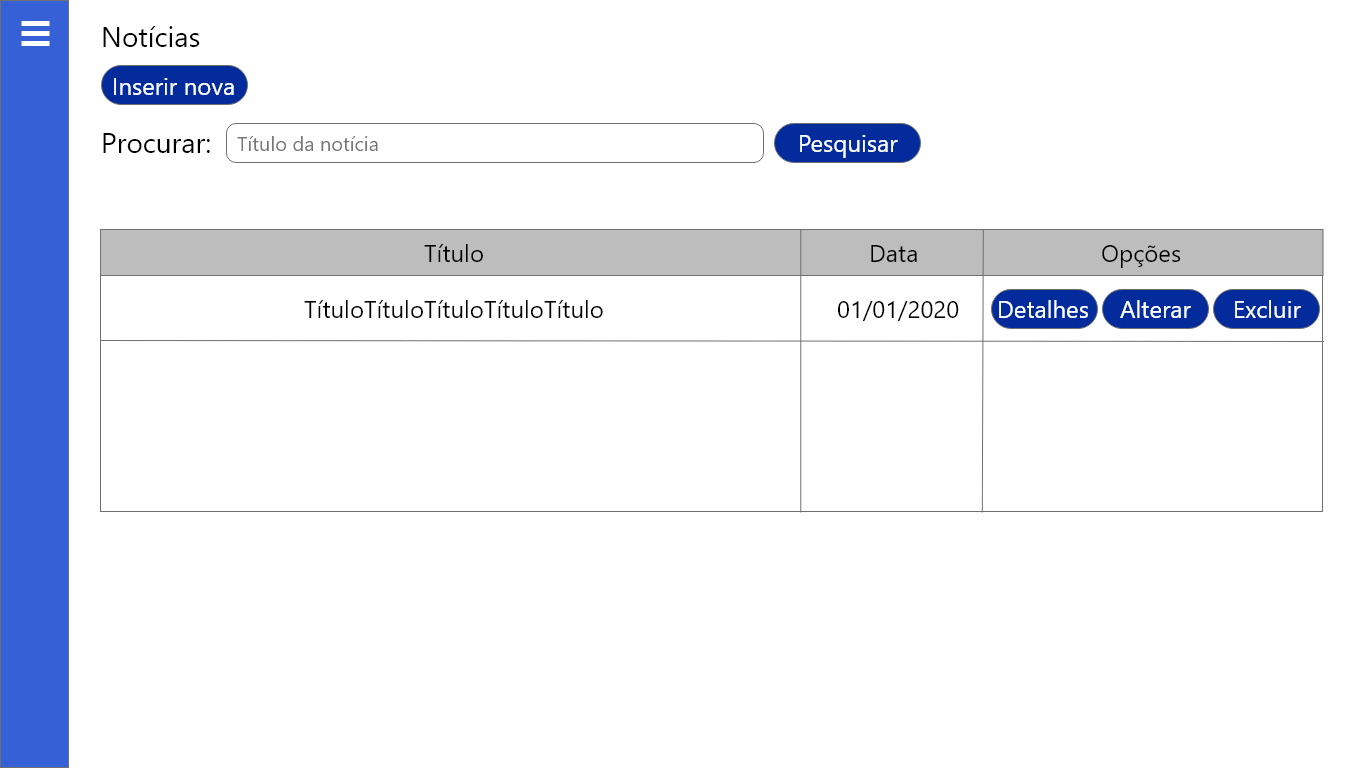 Notícias
Inserir nova
Procurar: Título da notícia Pesquisar
Título Data Opções
TítuloTítuloTítuloTítuloTítulo 01/01/2020 Detalhes Alterar Excluir